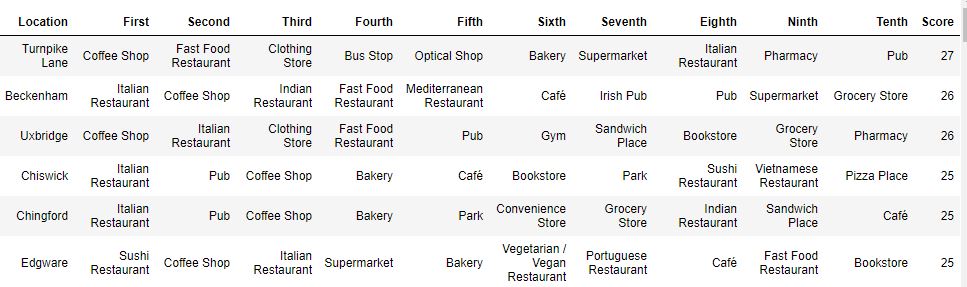 Location First Second Third Fourth Fifth Sixth Seventh Eighth Ninth Tenth Score
Turnpike Lane Coffee Shop Fast Food Restaurant Clothing Store Bus Stop Optical Shop Bakery Supermarket Italian Restaurant Pharmacy Pub 27
Beckenham Italian Restaurant Coffee Shop Indian Restaurant Fast Food Restaurant Mediterranean Restaurant Café Irish Pub Pub Supermarket Grocery Store 26
Uxbridge Coffee Shop Italian Restaurant Clothing Store Fast Food Restaurant Pub Gym Sandwich Place Bookstore Grocery Store Pharmacy 26
Chiswick Italian Restaurant Pub Coffee Shop Bakery Café Bookstore Park Sushi Restaurant Vietnamese Restaurant Pizza Place 25
Chingford Italian Restaurant Pub Coffee Shop Bakery Park Convenience Store Grocery Store Indian Restaurant Sandwich Place Café 25
Edgware Sushi Restaurant Coffee Shop Italian Restaurant Supermarket Bakery Vegetarian / Vegan Restaurant Portuguese Restaurant Café Fast Food Restaurant Bookstore 25